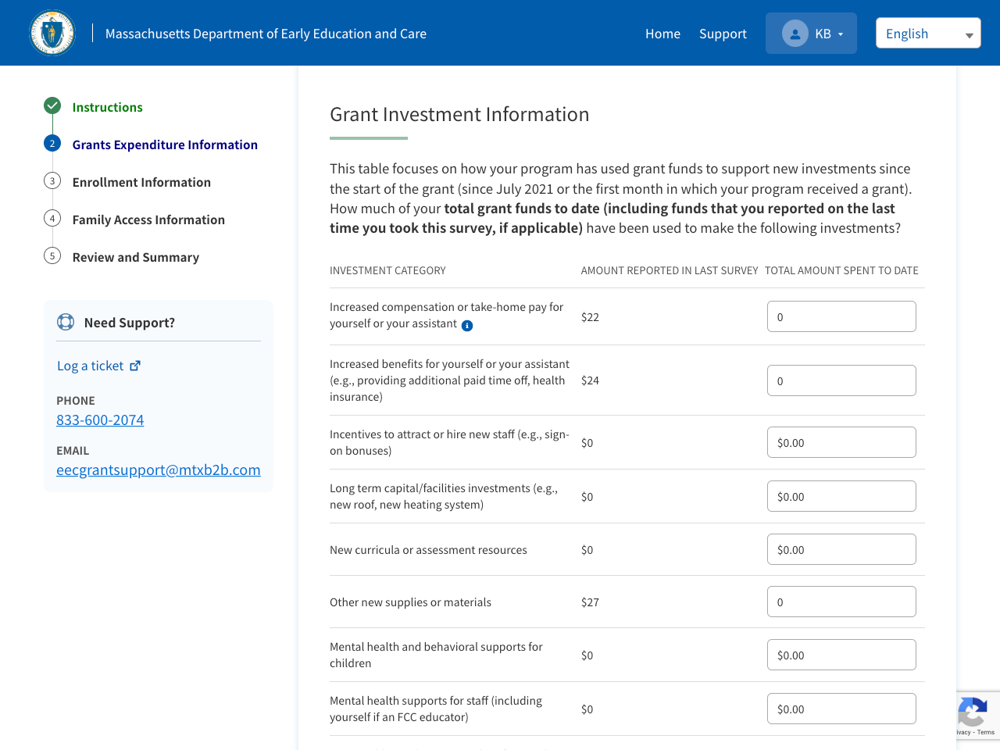 Massachusetts Department of Early Education and Care
Home
Support
KB
English
Instructions
2
Grants Expenditure Information
3
Enrollment Information
4
Family Access Information
5
Review and Summary
Need Support?
Log a ticket
PHONE
833-600-2074
EMAIL
eecgrantsupport@mtxb2b.com
Grant Investment Information
This table focuses on how your program has used grant funds to support new investments since
the start of the grant (since July 2021 or the first month in which your program received a grant).
How much of your total grant funds to date (including funds that you reported on the last
time you took this survey, if applicable) have been used to make the following investments?
INVESTMENT CATEGORY
AMOUNT REPORTED IN LAST SURVEY
TOTAL AMOUNT SPENT TO DATE
Increased compensation or take-home pay for
yourself or your assistant
$22
0
Increased benefits for yourself or your assistant
(e.g., providing additional paid time off, health
insurance)
$24
0
Incentives to attract or hire new staff (e.g., sign-
on bonuses)
$0
$0.00
Long term capital/facilities investments (e.g.,
new roof, new heating system)
$0
$0.00
New curricula or assessment resources
$0
$0.00
Other new supplies or materials
$27
0
Mental health and behavioral supports for
children
$0
$0.00
Mental health supports for staff (including
yourself if an FCC educator)
$0
$0.00
- Terms